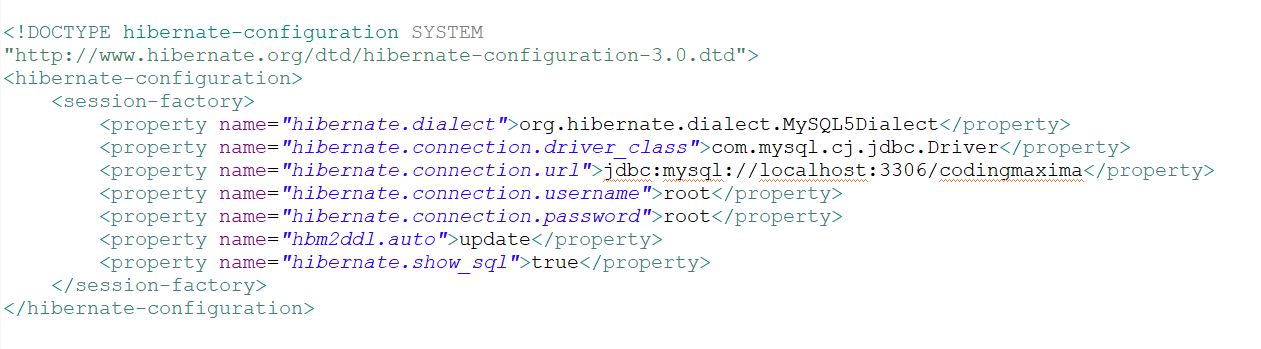 <!DOCTYPE hibernate-configuration SYSTEM
"http://www.hibernate.org/dtd/hibernate-configuration-3.0.dtd">
<hibernate-configuration>
    <session-factory>
        <property name="hibernate.dialect">org.hibernate.dialect.MySQL5Dialect</property>
        <property name="hibernate.connection.driver_class">com.mysql.cj.jdbc.Driver</property>
        <property name="hibernate.connection.url">jdbc:mysql://localhost:3306/codingmaxima</property>
        <property name="hibernate.connection.username">root</property>
        <property name="hibernate.connection.password">root</property>
        <property name="hbm2ddl.auto">update</property>
        <property name="hibernate.show_sql">true</property>
    </session-factory>
</hibernate-configuration>